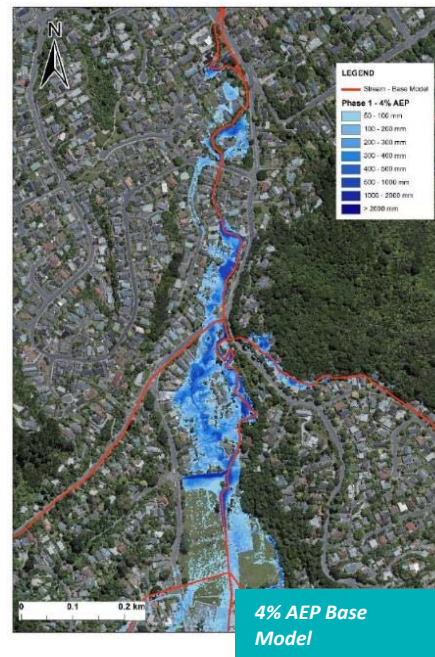 N
LEGEND
Stream - Base Model
Phase 1 - 4% AEP
50 - 100 mm
100 - 200 mm
200 - 300 mm
300 - 400 mm
400 - 500 mm
500 - 1000 mm
1000 - 2000 mm
> 2000 mm
0 0.1 0.2 km
4% AEP Base
Model